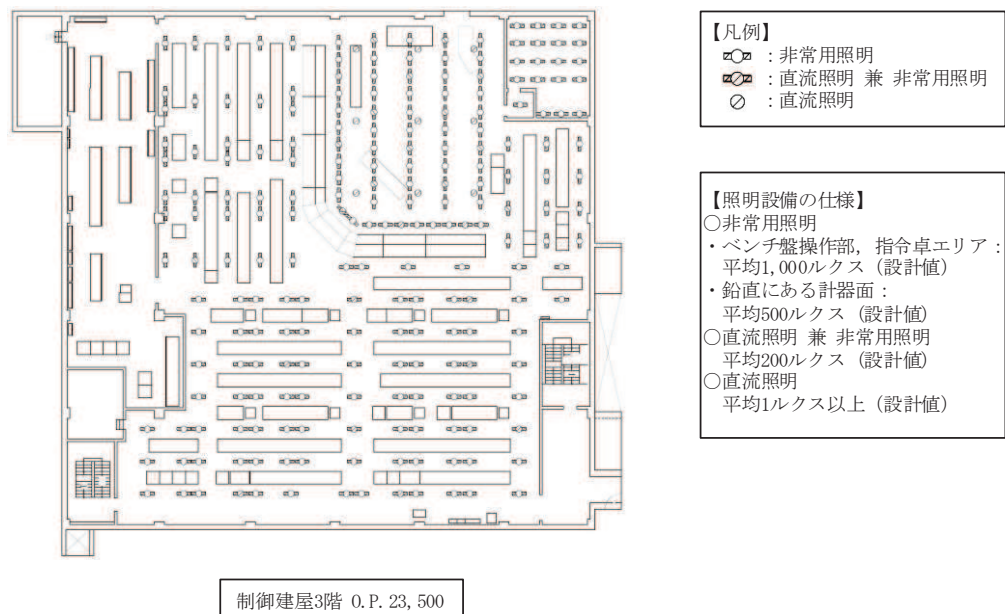 【凡例】
：非常用照明
：直流照明 兼 非常用照明
：直流照明
【照明設備の仕様】
○非常用照明
・ベンチ盤操作部，指令卓エリア：
平均1,000ルクス（設計値）
・鉛直にある計器面：
平均500ルクス（設計値）
○直流照明 兼 非常用照明
平均200ルクス（設計値）
○直流照明
平均1ルクス以上（設計値）
制御建屋3階 O.P. 23,500